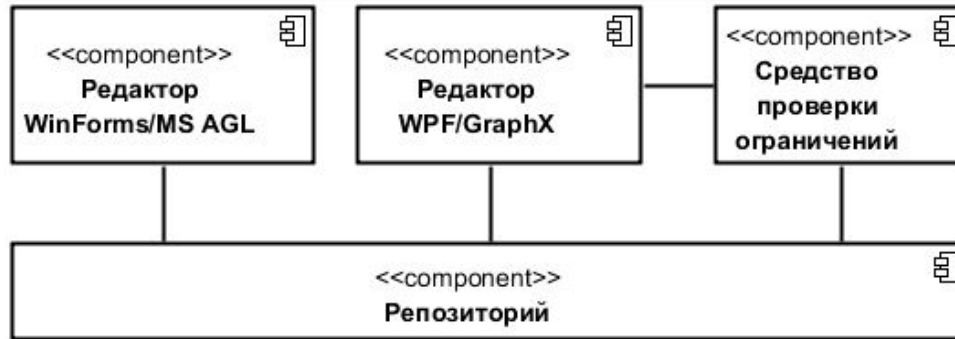 <<component>>
Редактор
WinForms/MS AGL
<<component>>
Редактор
WPF/GraphX
<<component>>
Средство
проверки
ограничений
<<component>>
Репозиторий